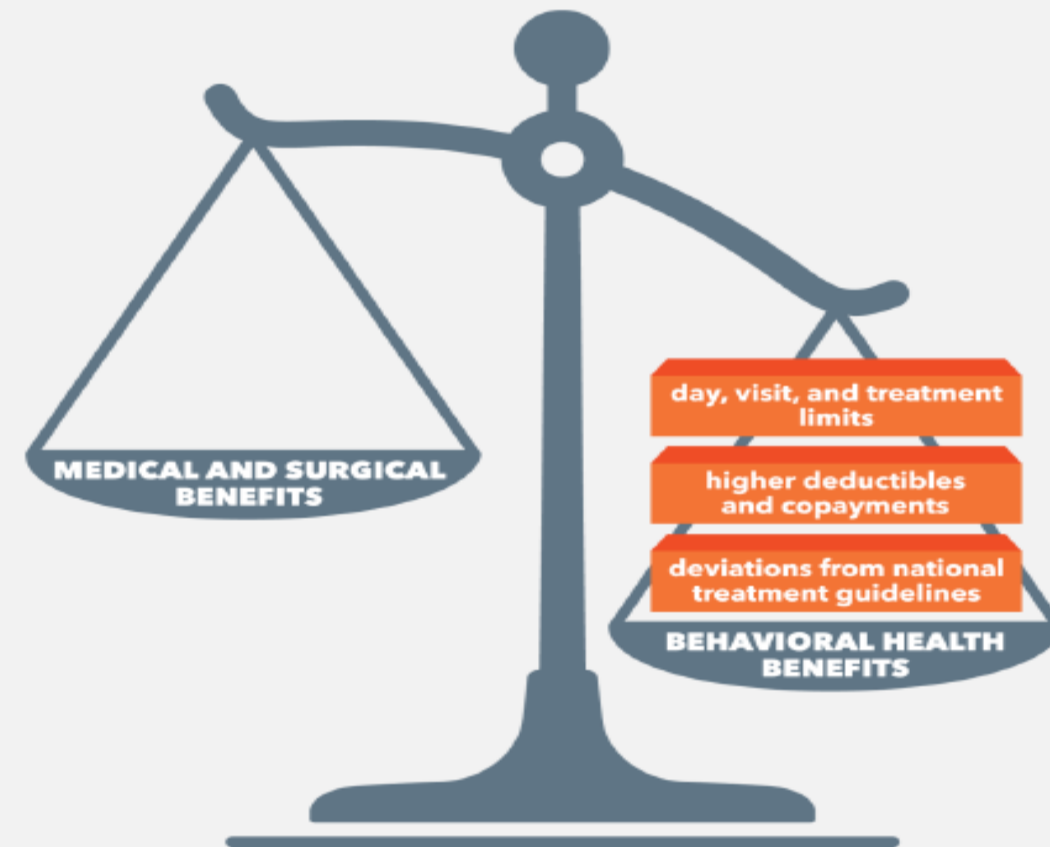 MEDICAL AND SURGICAL
BENEFITS
day, visit, and treatment
limits
higher deductibles
and copayments
deviations from national
treatment guidelines
BEHAVIORAL HEALTH
BENEFITS